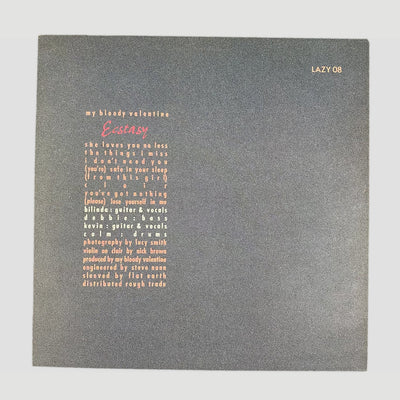 LAZY 08
my bloody valentine
Ecstasy
she loves you no less
the things i miss
i don't need you
(you're) safe in your sleep
(from this girl)
clair
you've got nothing
(please) lose yourself in me
bilinda : guitar & vocals
debbie : bass
kevin : guitar & vocals
colm : drums
photography by lucy smith
violin on clair by nick brown
produced by my bloody valentine
engineered by steve nunn
sleeved by flat earth
distributed rough trade